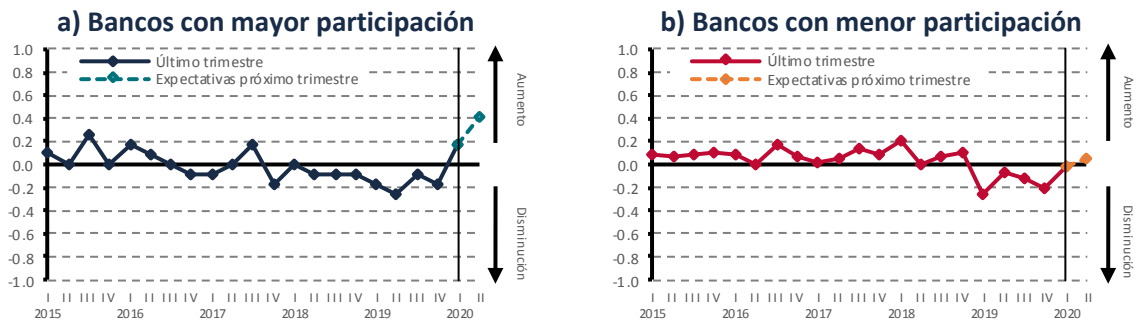 a) Bancos con mayor participación
1.0
0.8
0.6
0.4
0.2
0.0
-0.2
-0.4
-0.6
-0.8
-1.0
Último trimestre
Expectativas próximo trimestre
Aumento
Disminución
I II III IV I II III IV I II III IV I II III IV I II III IV I II
2015 2016 2017 2018 2019 2020
b) Bancos con menor participación
1.0
0.8
0.6
0.4
0.2
0.0
-0.2
-0.4
-0.6
-0.8
-1.0
Último trimestre
Expectativas próximo trimestre
Aumento
Disminución
I II III IV I II III IV I II III IV I II III IV I II III IV I II
2015 2016 2017 2018 2019 2020